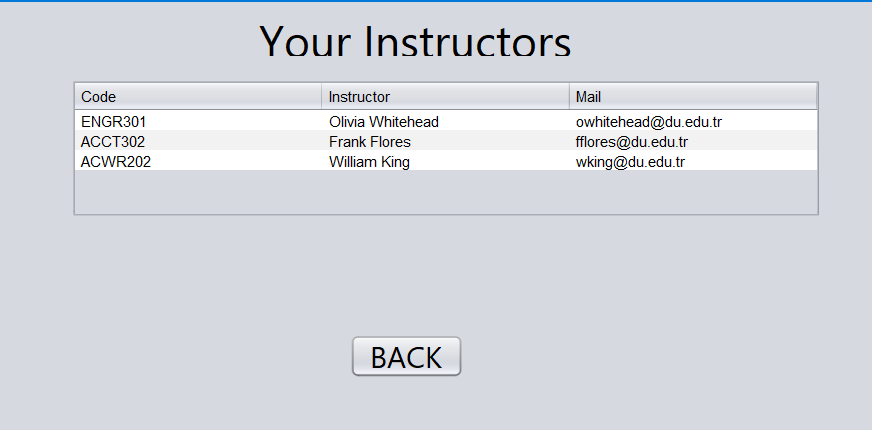 Your Instructors
Code Instructor Mail
ENGR301 Olivia Whitehead owhitehead@du.edu.tr
ACCT302 Frank Flores fflores@du.edu.tr
ACWR202 William King wking@du.edu.tr
BACK